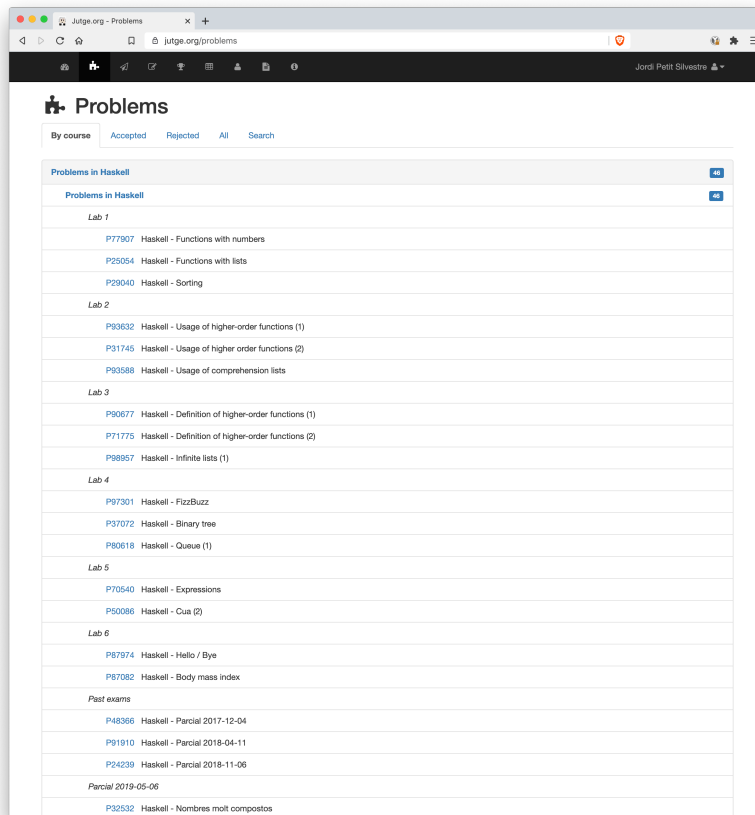 Jutge.org - Problems
jutge.org/problems
Jordi Petit Silvestre
Problems
By course Accepted Rejected All Search
Problems in Haskell 46
Problems in Haskell 46
Lab 1
P77907 Haskell - Functions with numbers
P25054 Haskell - Functions with lists
P29040 Haskell - Sorting
Lab 2
P93632 Haskell - Usage of higher-order functions (1)
P31745 Haskell - Usage of higher order functions (2)
P93588 Haskell - Usage of comprehension lists
Lab 3
P90677 Haskell - Definition of higher-order functions (1)
P71775 Haskell - Definition of higher-order functions (2)
P98957 Haskell - Infinite lists (1)
Lab 4
P97301 Haskell - FizzBuzz
P37072 Haskell - Binary tree
P80618 Haskell - Queue (1)
Lab 5
P70540 Haskell - Expressions
P50086 Haskell - Cua (2)
Lab 6
P87974 Haskell - Hello / Bye
P87082 Haskell - Body mass index
Past exams
P48366 Haskell - Parcial 2017-12-04
P91910 Haskell - Parcial 2018-04-11
P24239 Haskell - Parcial 2018-11-06
Parcial 2019-05-06
P32532 Haskell - Nombres molt compostos